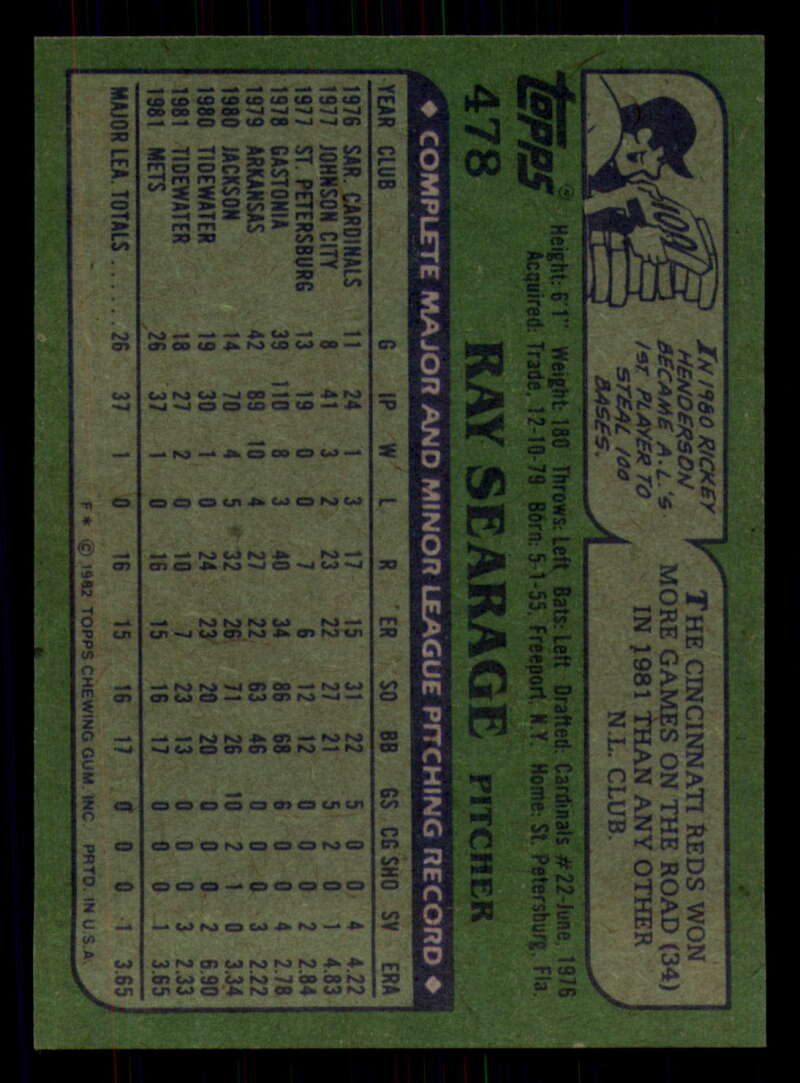 IN 1980 RICKEY
HENDERSON
BECAME A.L.'S
1ST. PLAYER TO
STEAL 100
BASES.
THE CINCINNATI REDS WON
MORE GAMES ON THE ROAD (34)
IN 1981 THAN ANY OTHER
N.L. CLUB.
topps®
478
Height: 6'1" Weight: 180 Throws: Left Bats: Left Drafted: Cardinals #22-June, 1976
Acquired: Trade, 12-10-79 Born: 5-1-55, Freeport, N.Y. Home: St. Petersburg, Fla.
RAY SEARAGE PITCHER
◆ COMPLETE MAJOR AND MINOR LEAGUE PITCHING RECORD ◆
YEAR CLUB G IP W L R ER SO BB GS CG SHO SV ERA
1976 SAR. CARDINALS 11 24 1 3 17 15 31 22 5 0 0 4 4.22
1977 JOHNSON CITY 8 41 3 2 23 22 27 21 5 2 0 1 4.83
1977 ST. PETERSBURG 13 19 0 0 7 6 12 12 0 0 0 2 2.84
1978 GASTONIA 39 110 8 3 40 34 86 68 6 0 0 4 2.78
1979 ARKANSAS 42 89 10 4 27 22 63 46 0 0 0 3 2.22
1980 JACKSON 14 70 4 5 32 26 71 26 10 2 1 0 3.34
1980 TIDEWATER 19 30 1 0 24 23 20 20 0 0 0 2 6.90
1981 TIDEWATER 18 27 2 0 10 7 23 13 0 0 0 3 2.33
1981 METS 26 37 1 0 16 15 16 17 0 0 0 1 3.65
MAJOR LEA. TOTALS . . . . . . 26 37 1 0 16 15 16 17 0 0 0 1 3.65
F * © 1982 TOPPS CHEWING GUM, INC. PRTD. IN U.S.A.